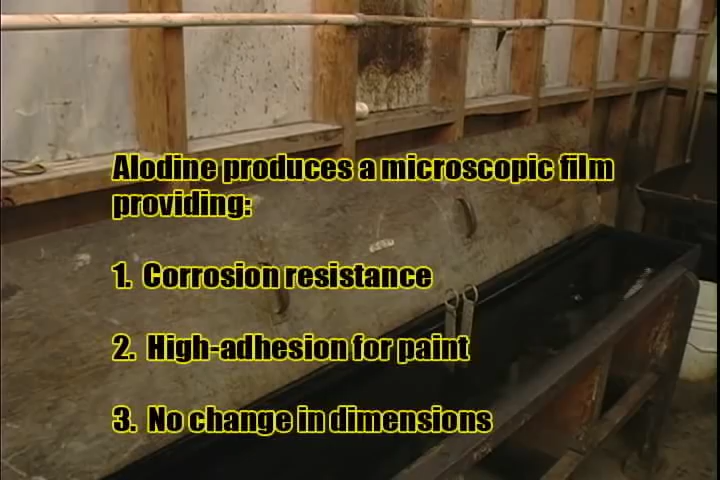 Alodine produces a microscopic film
providing:
1. Corrosion resistance
2. High-adhesion for paint
3. No change in dimensions